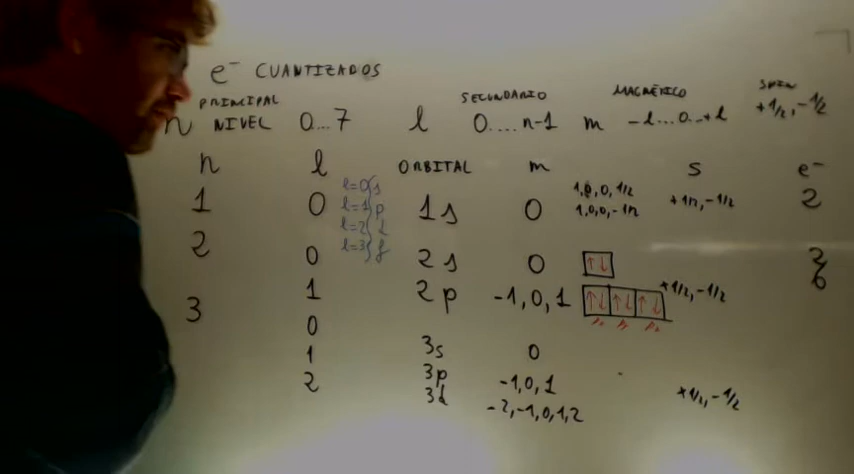 e⁻ CUANTIZADOS
PRINCIPAL SECUNDARIO MAGNÉTICO SPIN
n NIVEL 0...7 l 0....n-1 m -l...0...+l +1/2, -1/2
n l ORBITAL m s e⁻
l=0 s
l=1 p
l=2 d
l=3 f
1 0 1s 0 1,0,0,1/2 +1/2, -1/2 2
1,0,0,-1/2
2 0 2s 0 ↑↓ 2
1 2p -1,0,1 ↑↓ ↑↓ ↑↓ +1/2, -1/2 6
3 0 3s 0
1 3p -1,0,1
2 3d -2,-1,0,1,2 +1/2, -1/2